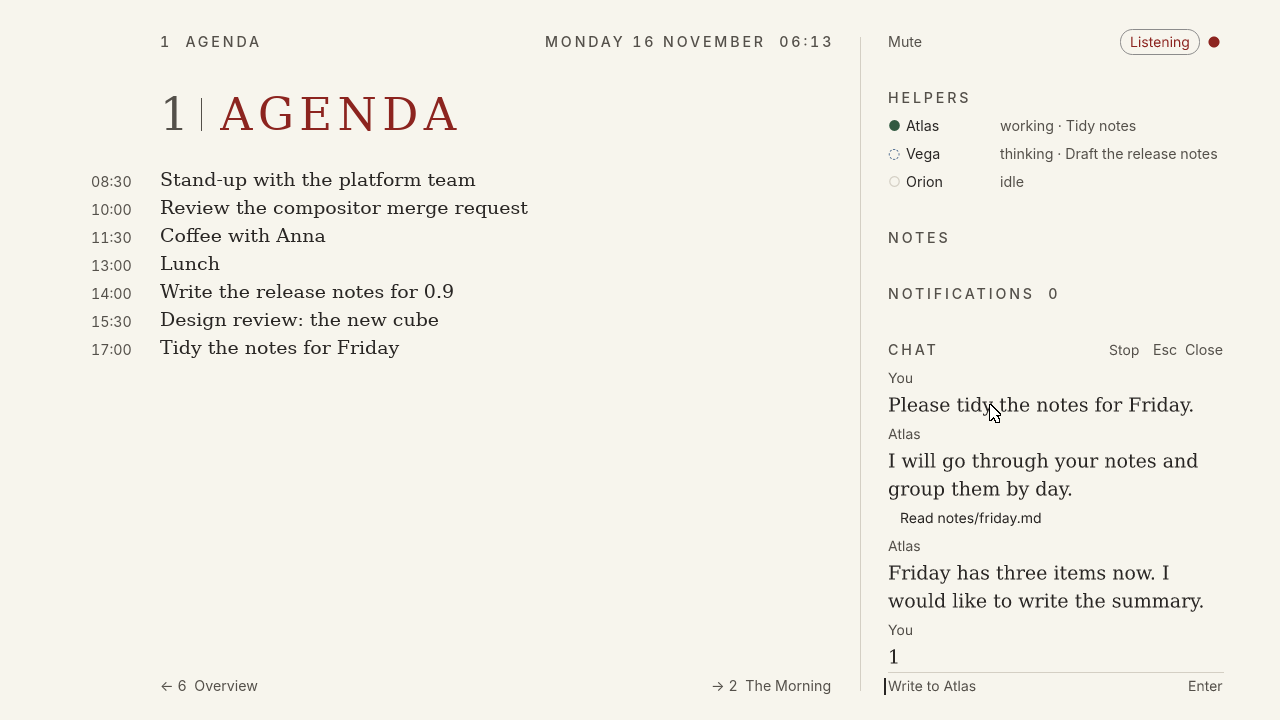 1 AGENDA
MONDAY 16 NOVEMBER 06:13
1 AGENDA
08:30 Stand-up with the platform team
10:00 Review the compositor merge request
11:30 Coffee with Anna
13:00 Lunch
14:00 Write the release notes for 0.9
15:30 Design review: the new cube
17:00 Tidy the notes for Friday
← 6 Overview
→ 2 The Morning
Mute
Listening
HELPERS
Atlas working · Tidy notes
Vega thinking · Draft the release notes
Orion idle
NOTES
NOTIFICATIONS 0
CHAT Stop Esc Close
You
Please tidy the notes for Friday.
Atlas
I will go through your notes and
group them by day.
Read notes/friday.md
Atlas
Friday has three items now. I
would like to write the summary.
You
1
Write to Atlas Enter